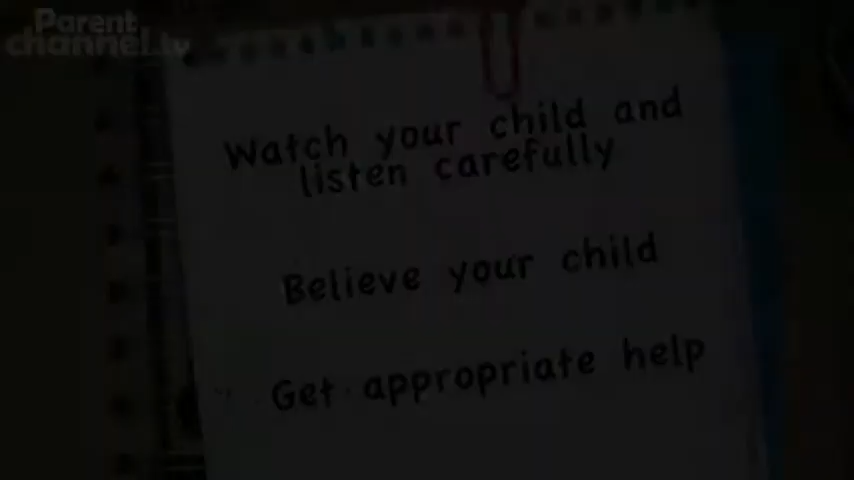 Parent
channel.tv
Watch your child and
listen carefully
Believe your child
Get appropriate help